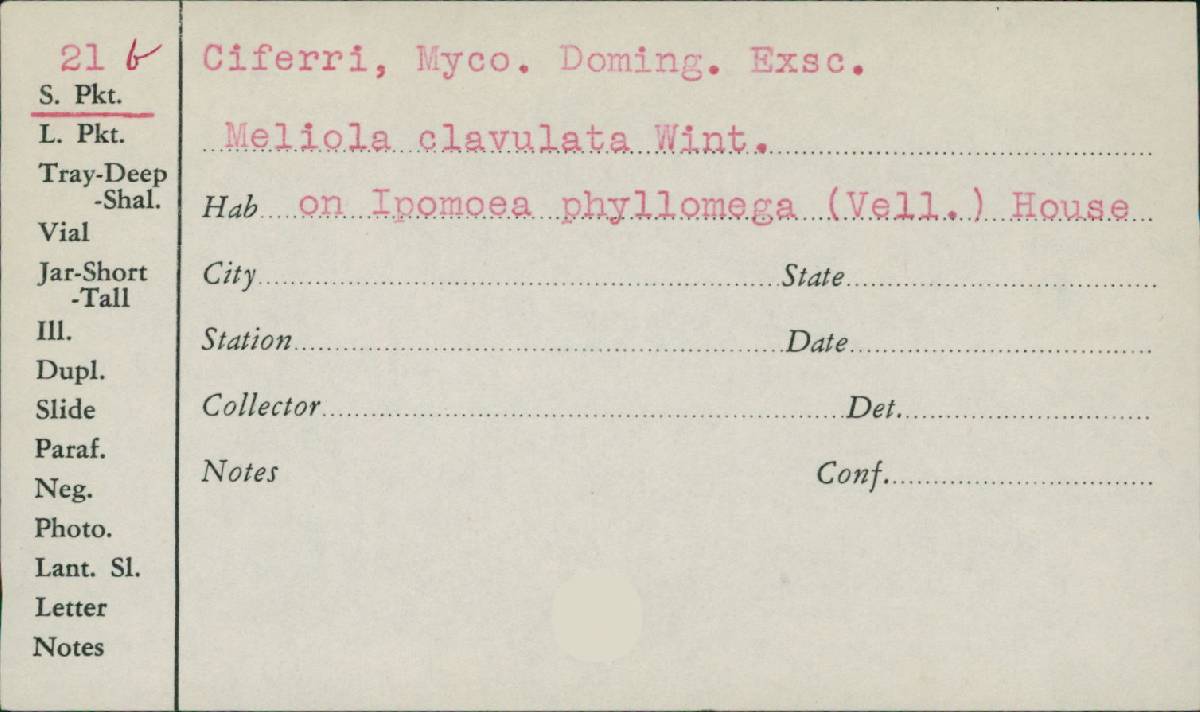 21 b
S. Pkt.
L. Pkt.
Tray-Deep
-Shal.
Vial
Jar-Short
-Tall
Ill.
Dupl.
Slide
Paraf.
Neg.
Photo.
Lant. Sl.
Letter
Notes
Ciferri, Myco. Doming. Exsc.
Meliola clavulata Wint.
Hab on Ipomoea phyllomega (Vell.) House
City State
Station Date
Collector Det.
Notes Conf.